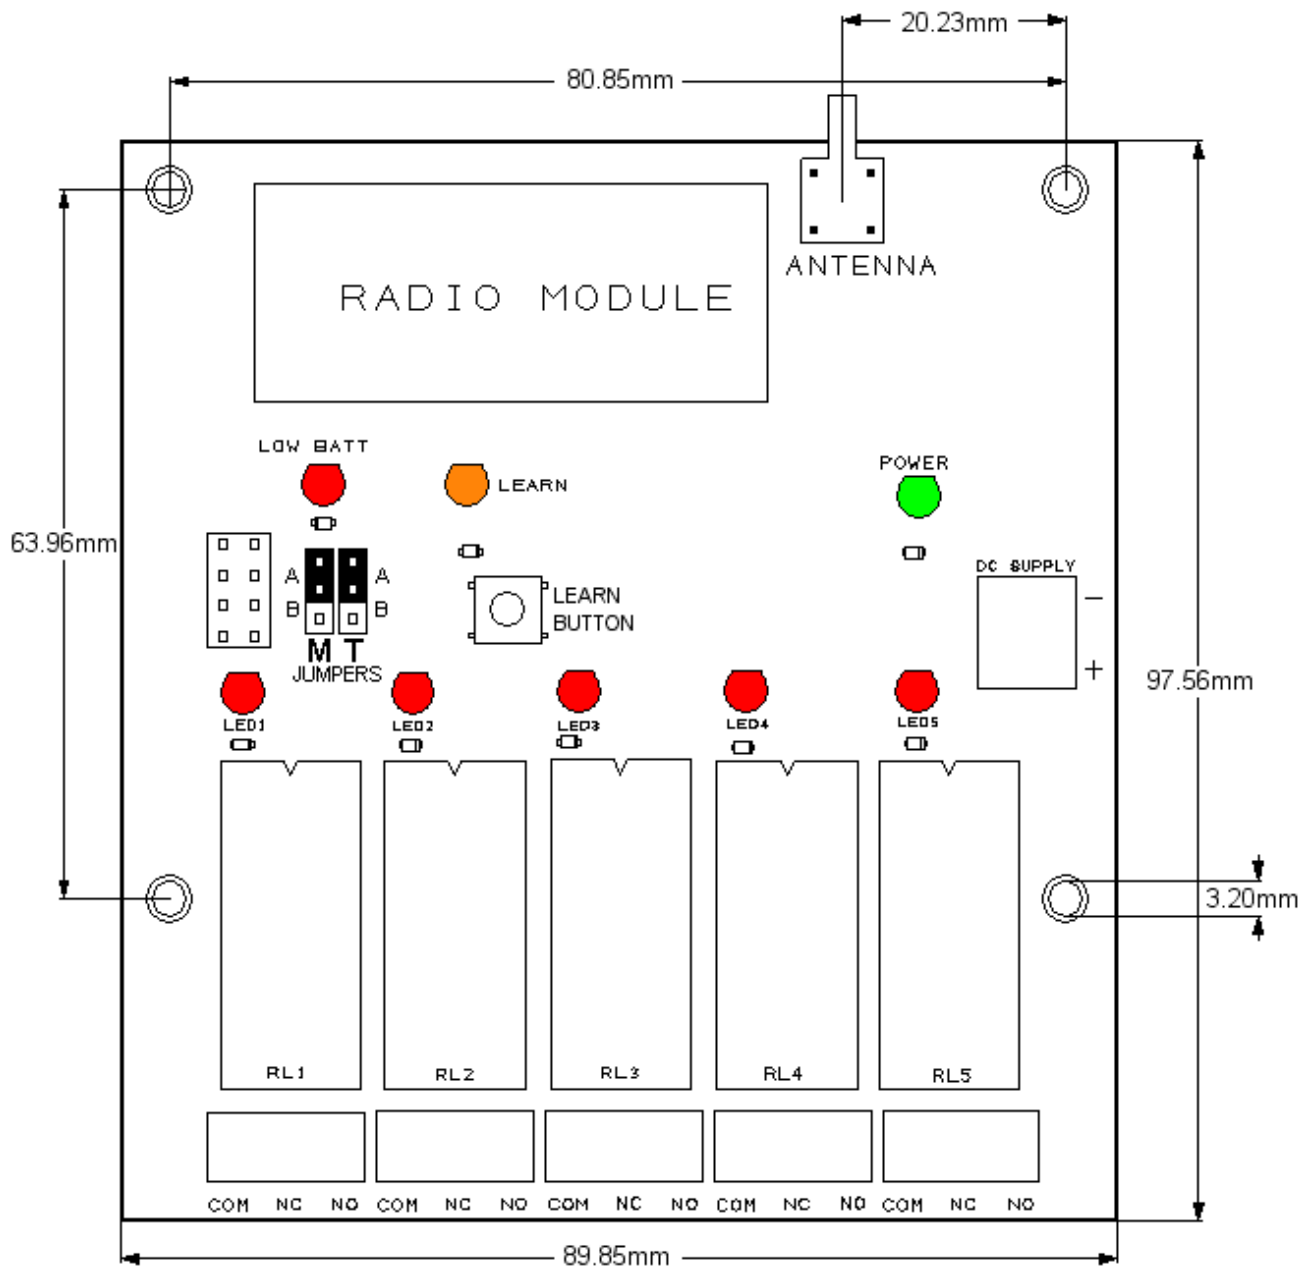 20.23mm
80.85mm
ANTENNA
RADIO MODULE
LOW BATT
LEARN
POWER
63.96mm
DC SUPPLY
A A
B B
LEARN
BUTTON
−
+
M T
JUMPERS
97.56mm
LED1 LED2 LED3 LED4 LED5
3.20mm
RL1 RL2 RL3 RL4 RL5
COM NC NO COM NC NO COM NC NO COM NC NO COM NC NO
89.85mm